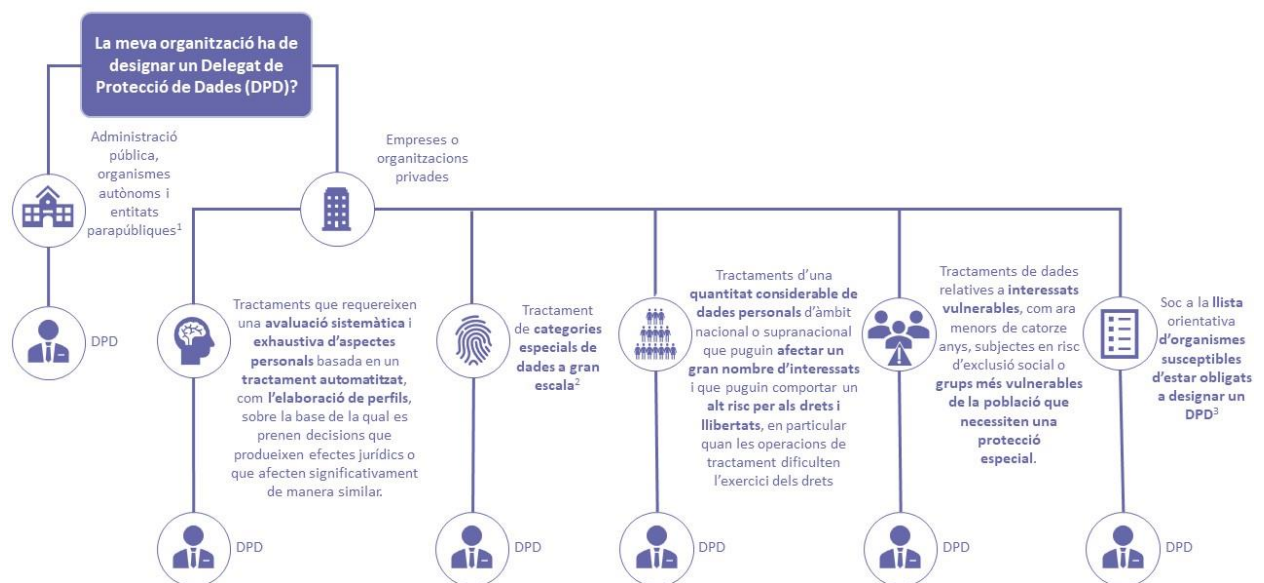 La meva organització ha de
designar un Delegat de
Protecció de Dades (DPD)?
Administració
pública,
organismes
autònoms i
entitats
parapúbliques¹
DPD
Empreses o
organitzacions
privades
Tractaments que requereixen
una avaluació sistemàtica i
exhaustiva d'aspectes
personals basada en un
tractament automatitzat,
com l'elaboració de perfils,
sobre la base de la qual es
prenen decisions que
produeixen efectes jurídics o
que afecten significativament
de manera similar.
DPD
Tractament
de categories
especials de
dades a gran
escala²
DPD
Tractaments d'una
quantitat considerable de
dades personals d'àmbit
nacional o supranacional
que puguin afectar un
gran nombre d'interessats
i que puguin comportar un
alt risc per als drets i
llibertats, en particular
quan les operacions de
tractament dificulten
l'exercici dels drets
DPD
Tractaments de dades
relatives a interessats
vulnerables, com ara
menors de catorze
anys, subjectes en risc
d'exclusió social o
grups més vulnerables
de la població que
necessiten una
protecció
especial.
DPD
Soc a la llista
orientativa
d'organismes
susceptibles
d'estar obligats
a designar un
DPD³
DPD